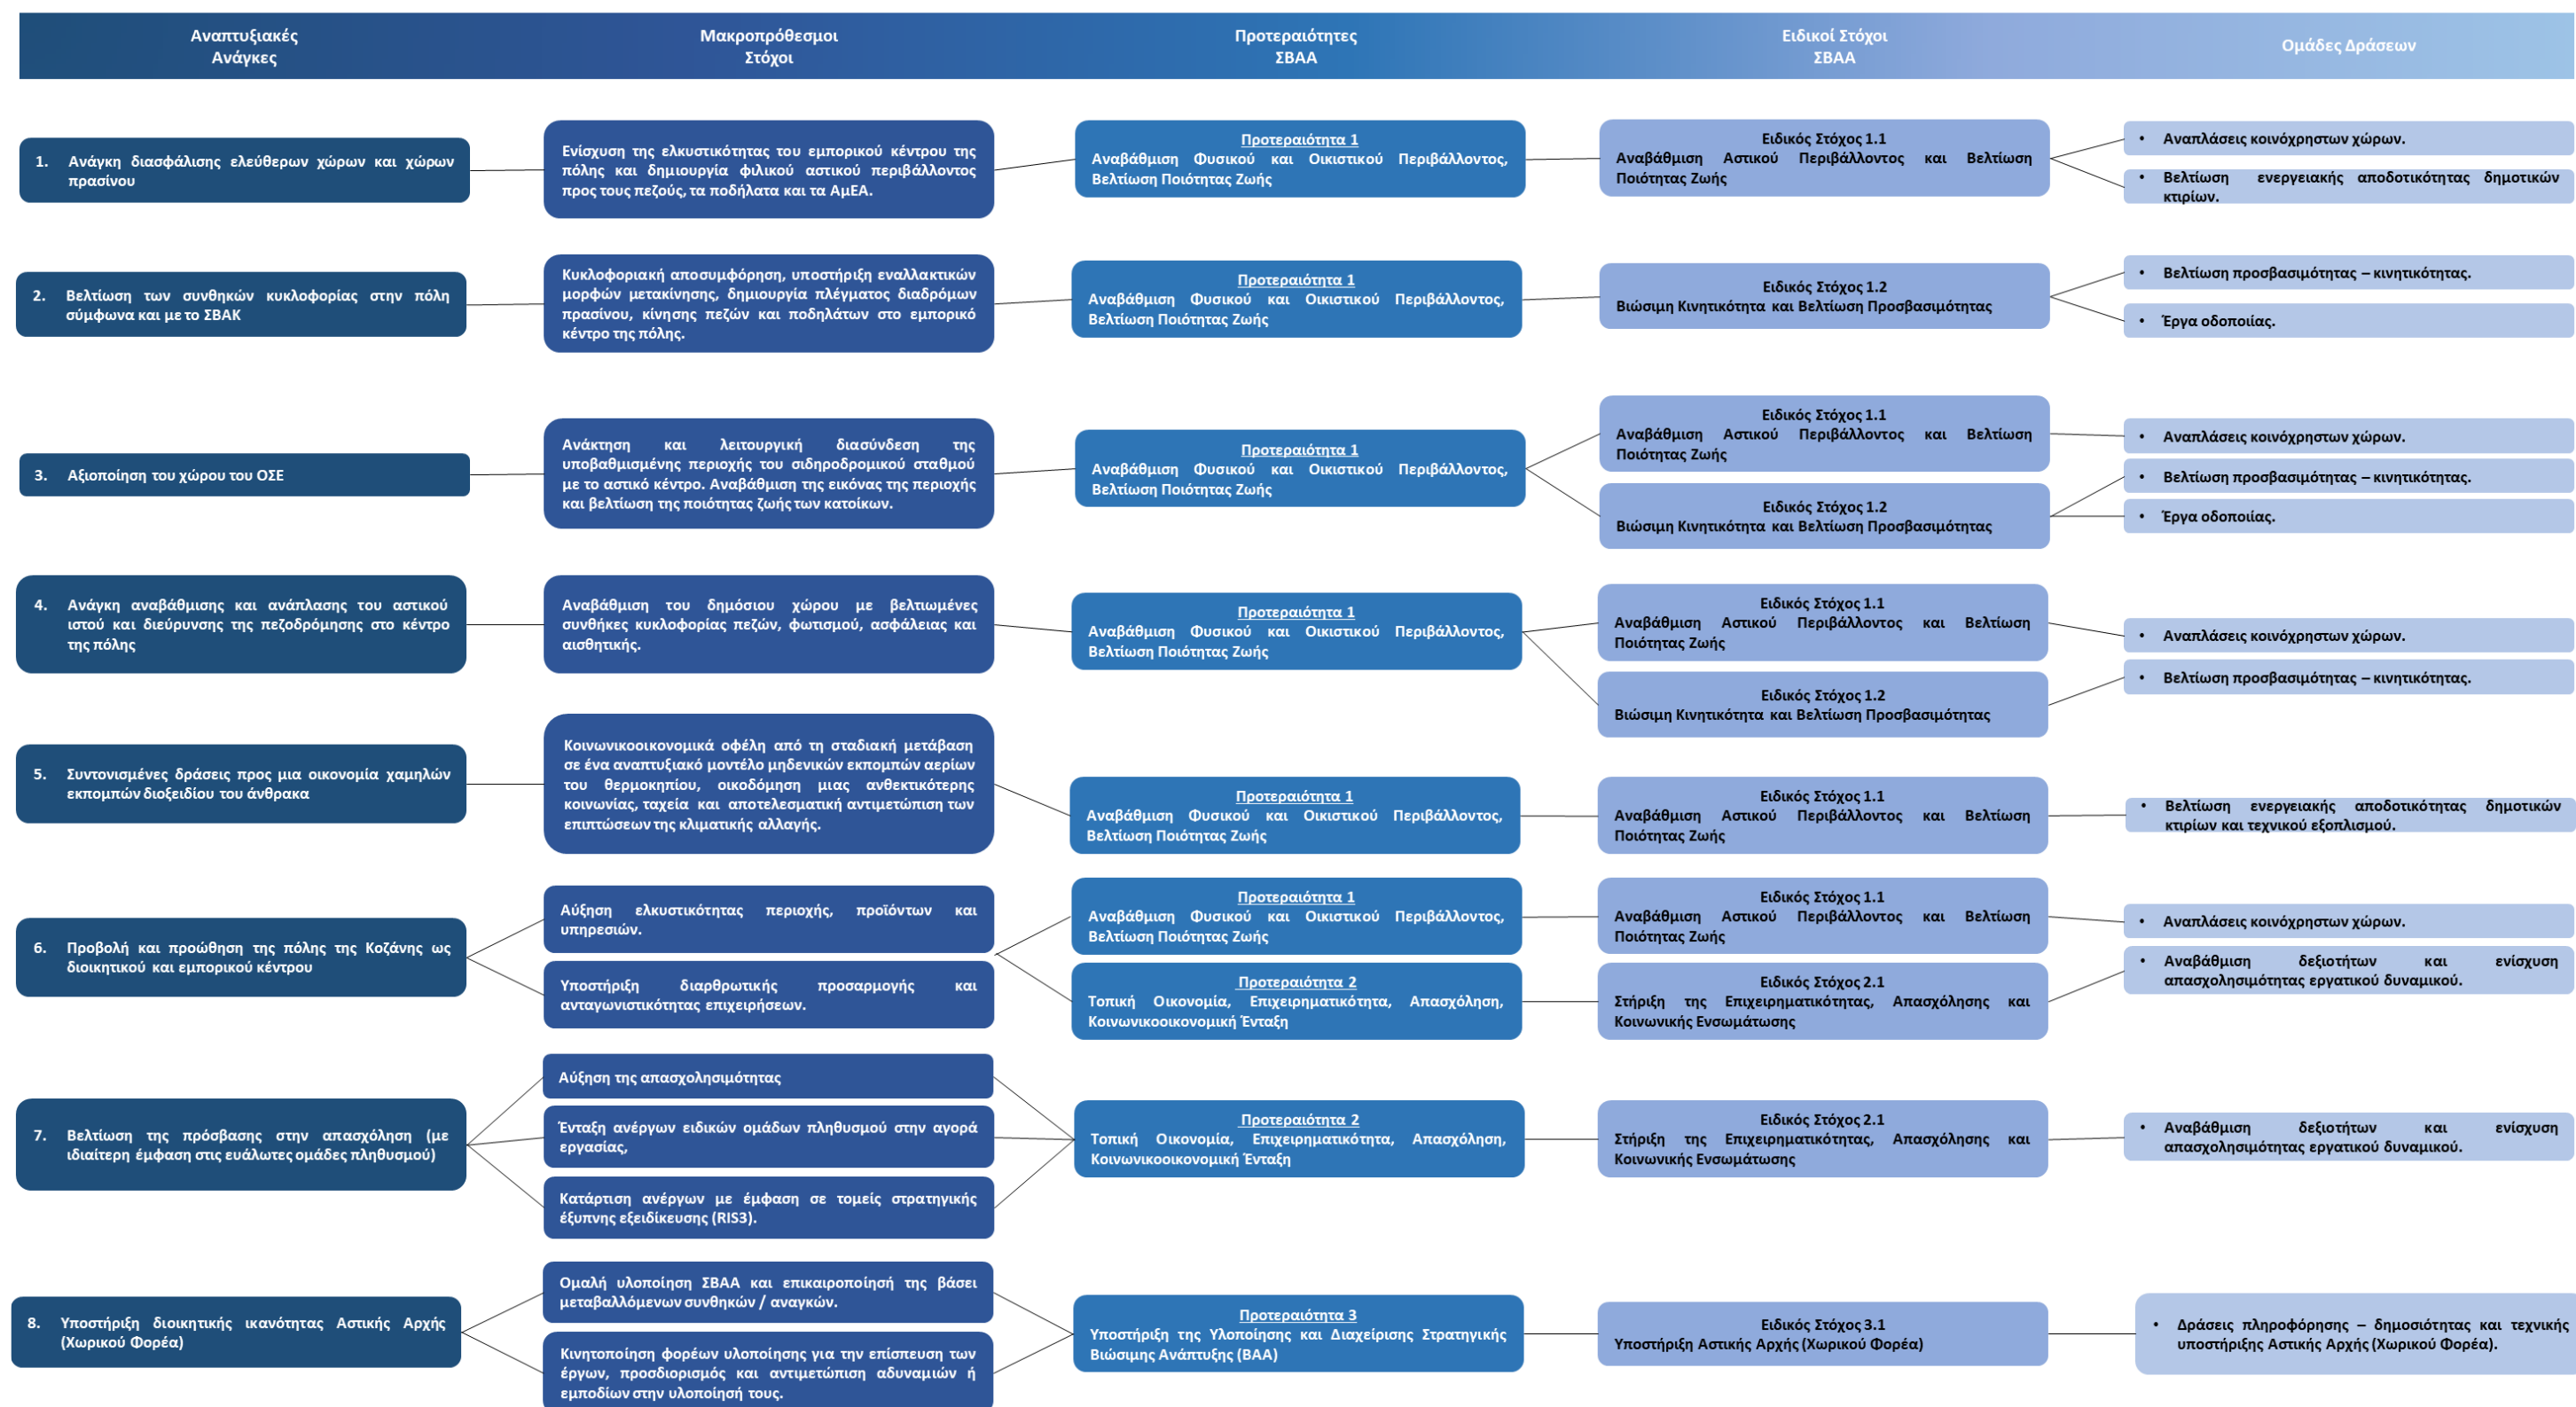 Αναπτυξιακές
Ανάγκες
Μακροπρόθεσμοι
Στόχοι
Προτεραιότητες
ΣΒΑΑ
Ειδικοί Στόχοι
ΣΒΑΑ
Ομάδες Δράσεων
1. Ανάγκη διασφάλισης ελεύθερων χώρων και χώρων
πρασίνου
Ενίσχυση της ελκυστικότητας του εμπορικού κέντρου της
πόλης και δημιουργία φιλικού αστικού περιβάλλοντος
προς τους πεζούς, τα ποδήλατα και τα ΑμΕΑ.
Προτεραιότητα 1
Αναβάθμιση Φυσικού και Οικιστικού Περιβάλλοντος,
Βελτίωση Ποιότητας Ζωής
Ειδικός Στόχος 1.1
Αναβάθμιση Αστικού Περιβάλλοντος και Βελτίωση
Ποιότητας Ζωής
• Αναπλάσεις κοινόχρηστων χώρων.
• Βελτίωση ενεργειακής αποδοτικότητας δημοτικών
κτιρίων.
2. Βελτίωση των συνθηκών κυκλοφορίας στην πόλη
σύμφωνα και με το ΣΒΑΚ
Κυκλοφοριακή αποσυμφόρηση, υποστήριξη εναλλακτικών
μορφών μετακίνησης, δημιουργία πλέγματος διαδρόμων
πρασίνου, κίνησης πεζών και ποδηλάτων στο εμπορικό
κέντρο της πόλης.
Προτεραιότητα 1
Αναβάθμιση Φυσικού και Οικιστικού Περιβάλλοντος,
Βελτίωση Ποιότητας Ζωής
Ειδικός Στόχος 1.2
Βιώσιμη Κινητικότητα και Βελτίωση Προσβασιμότητας
• Βελτίωση προσβασιμότητας – κινητικότητας.
• Έργα οδοποιίας.
3. Αξιοποίηση του χώρου του ΟΣΕ
Ανάκτηση και λειτουργική διασύνδεση της
υποβαθμισμένης περιοχής του σιδηροδρομικού σταθμού
με το αστικό κέντρο. Αναβάθμιση της εικόνας της περιοχής
και βελτίωση της ποιότητας ζωής των κατοίκων.
Προτεραιότητα 1
Αναβάθμιση Φυσικού και Οικιστικού Περιβάλλοντος,
Βελτίωση Ποιότητας Ζωής
Ειδικός Στόχος 1.1
Αναβάθμιση Αστικού Περιβάλλοντος και Βελτίωση
Ποιότητας Ζωής
Ειδικός Στόχος 1.2
Βιώσιμη Κινητικότητα και Βελτίωση Προσβασιμότητας
• Αναπλάσεις κοινόχρηστων χώρων.
• Βελτίωση προσβασιμότητας – κινητικότητας.
• Έργα οδοποιίας.
4. Ανάγκη αναβάθμισης και ανάπλασης του αστικού
ιστού και διεύρυνσης της πεζοδρόμησης στο κέντρο
της πόλης
Αναβάθμιση του δημόσιου χώρου με βελτιωμένες
συνθήκες κυκλοφορίας πεζών, φωτισμού, ασφάλειας και
αισθητικής.
Προτεραιότητα 1
Αναβάθμιση Φυσικού και Οικιστικού Περιβάλλοντος,
Βελτίωση Ποιότητας Ζωής
Ειδικός Στόχος 1.1
Αναβάθμιση Αστικού Περιβάλλοντος και Βελτίωση
Ποιότητας Ζωής
Ειδικός Στόχος 1.2
Βιώσιμη Κινητικότητα και Βελτίωση Προσβασιμότητας
• Αναπλάσεις κοινόχρηστων χώρων.
• Βελτίωση προσβασιμότητας – κινητικότητας.
5. Συντονισμένες δράσεις προς μια οικονομία χαμηλών
εκπομπών διοξειδίου του άνθρακα
Κοινωνικοοικονομικά οφέλη από τη σταδιακή μετάβαση
σε ένα αναπτυξιακό μοντέλο μηδενικών εκπομπών αερίων
του θερμοκηπίου, οικοδόμηση μιας ανθεκτικότερης
κοινωνίας, ταχεία και αποτελεσματική αντιμετώπιση των
επιπτώσεων της κλιματικής αλλαγής.
Προτεραιότητα 1
Αναβάθμιση Φυσικού και Οικιστικού Περιβάλλοντος,
Βελτίωση Ποιότητας Ζωής
Ειδικός Στόχος 1.1
Αναβάθμιση Αστικού Περιβάλλοντος και Βελτίωση
Ποιότητας Ζωής
• Βελτίωση ενεργειακής αποδοτικότητας δημοτικών
κτιρίων και τεχνικού εξοπλισμού.
6. Προβολή και προώθηση της πόλης της Κοζάνης ως
διοικητικού και εμπορικού κέντρου
Αύξηση ελκυστικότητας περιοχής, προϊόντων και
υπηρεσιών.
Υποστήριξη διαρθρωτικής προσαρμογής και
ανταγωνιστικότητας επιχειρήσεων.
Προτεραιότητα 1
Αναβάθμιση Φυσικού και Οικιστικού Περιβάλλοντος,
Βελτίωση Ποιότητας Ζωής
Προτεραιότητα 2
Τοπική Οικονομία, Επιχειρηματικότητα, Απασχόληση,
Κοινωνικοοικονομική Ένταξη
Ειδικός Στόχος 1.1
Αναβάθμιση Αστικού Περιβάλλοντος και Βελτίωση
Ποιότητας Ζωής
Ειδικός Στόχος 2.1
Στήριξη της Επιχειρηματικότητας, Απασχόλησης και
Κοινωνικής Ενσωμάτωσης
• Αναπλάσεις κοινόχρηστων χώρων.
• Αναβάθμιση δεξιοτήτων και ενίσχυση
απασχολησιμότητας εργατικού δυναμικού.
7. Βελτίωση της πρόσβασης στην απασχόληση (με
ιδιαίτερη έμφαση στις ευάλωτες ομάδες πληθυσμού)
Αύξηση της απασχολησιμότητας
Ένταξη ανέργων ειδικών ομάδων πληθυσμού στην αγορά
εργασίας,
Κατάρτιση ανέργων με έμφαση σε τομείς στρατηγικής
έξυπνης εξειδίκευσης (RIS3).
Προτεραιότητα 2
Τοπική Οικονομία, Επιχειρηματικότητα, Απασχόληση,
Κοινωνικοοικονομική Ένταξη
Ειδικός Στόχος 2.1
Στήριξη της Επιχειρηματικότητας, Απασχόλησης και
Κοινωνικής Ενσωμάτωσης
• Αναβάθμιση δεξιοτήτων και ενίσχυση
απασχολησιμότητας εργατικού δυναμικού.
8. Υποστήριξη διοικητικής ικανότητας Αστικής Αρχής
(Χωρικού Φορέα)
Ομαλή υλοποίηση ΣΒΑΑ και επικαιροποίησή της βάσει
μεταβαλλόμενων συνθηκών / αναγκών.
Κινητοποίηση φορέων υλοποίησης για την επίσπευση των
έργων, προσδιορισμός και αντιμετώπιση αδυναμιών ή
εμποδίων στην υλοποίησή τους.
Προτεραιότητα 3
Υποστήριξη της Υλοποίησης και Διαχείρισης Στρατηγικής
Βιώσιμης Ανάπτυξης (ΒΑΑ)
Ειδικός Στόχος 3.1
Υποστήριξη Αστικής Αρχής (Χωρικού Φορέα)
• Δράσεις πληροφόρησης – δημοσιότητας και τεχνικής
υποστήριξης Αστικής Αρχής (Χωρικού Φορέα).